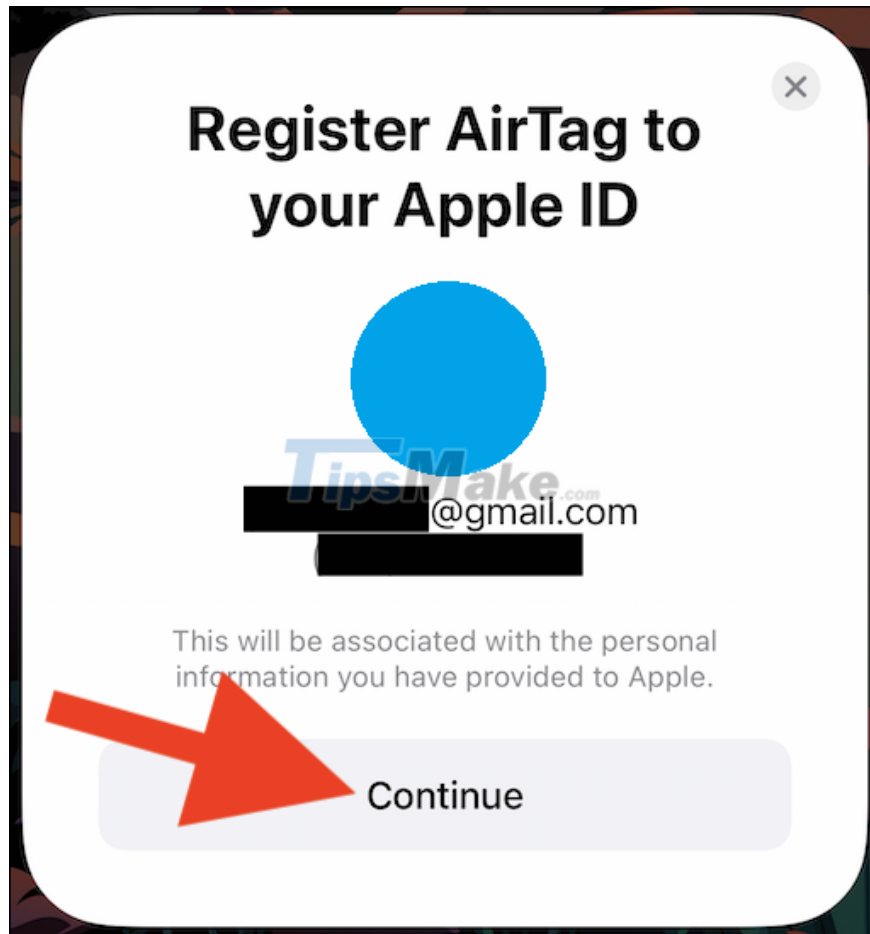 Register AirTag to
your Apple ID
TipsMake.com
@gmail.com
This will be associated with the personal
information you have provided to Apple.
Continue